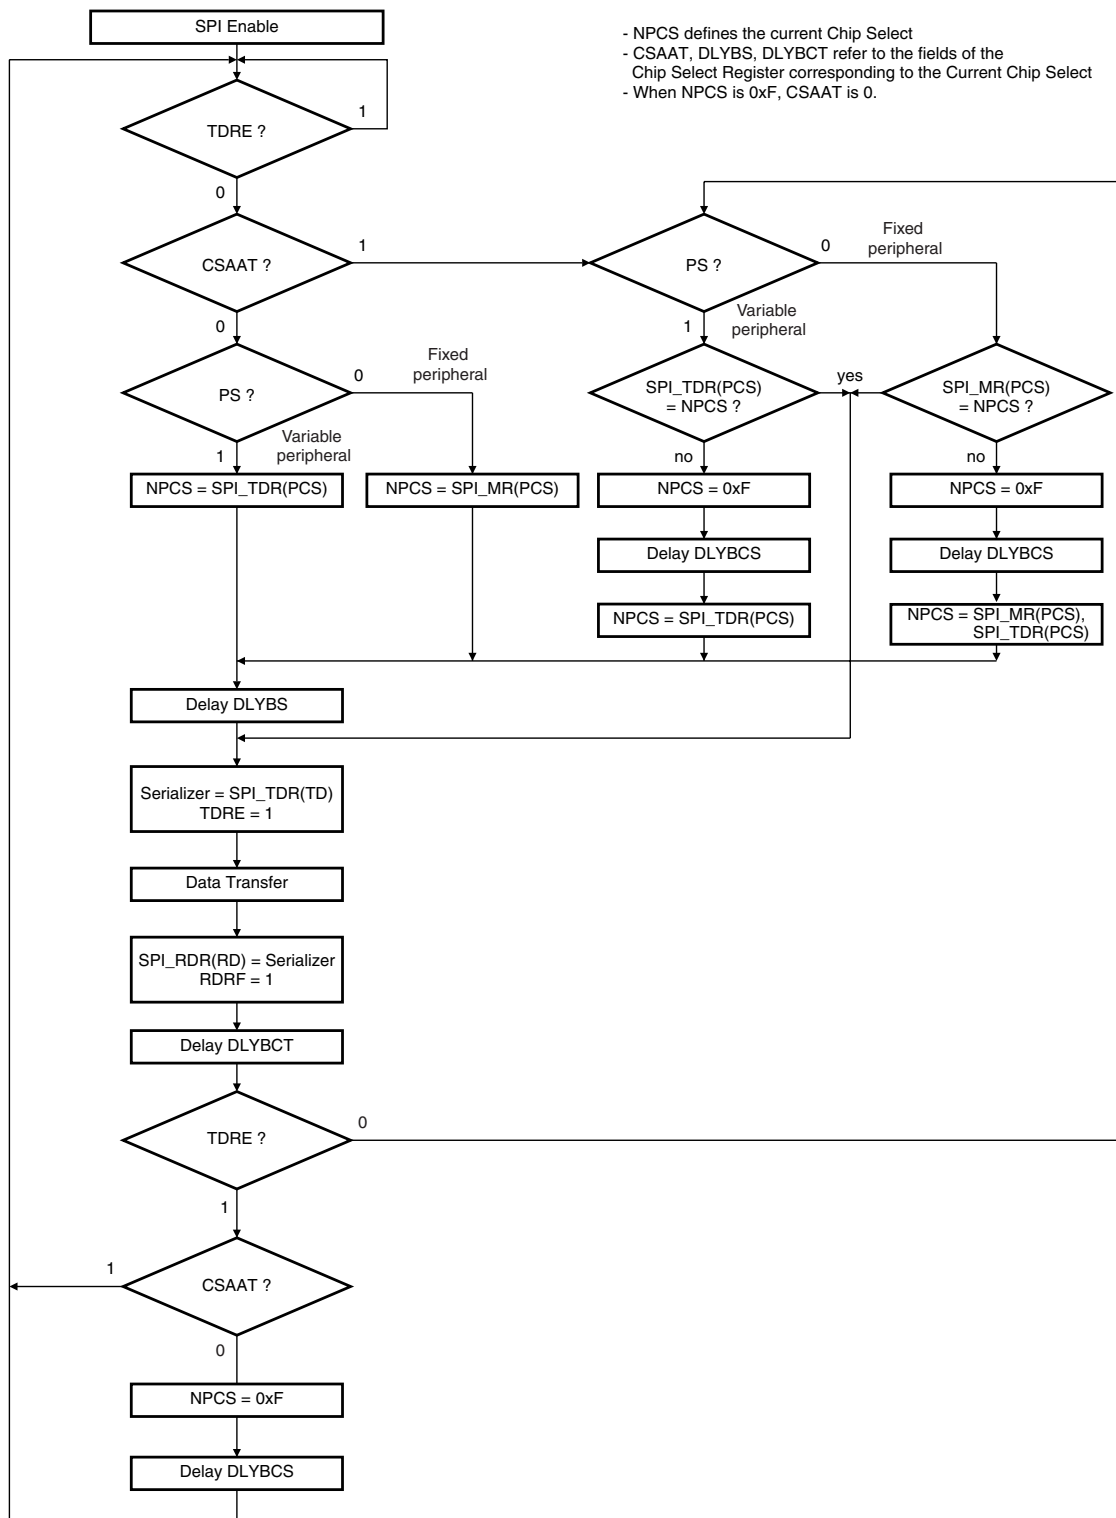 SPI Enable
- NPCS defines the current Chip Select
- CSAAT, DLYBS, DLYBCT refer to the fields of the
Chip Select Register corresponding to the Current Chip Select
- When NPCS is 0xF, CSAAT is 0.
1
TDRE ?
0
CSAAT ?
1
PS ?
0
Fixed
peripheral
0
1
Variable
peripheral
PS ?
0
Fixed
peripheral
1
Variable
peripheral
SPI_TDR(PCS)
= NPCS ?
yes
SPI_MR(PCS)
= NPCS ?
no
no
NPCS = SPI_TDR(PCS)
NPCS = SPI_MR(PCS)
NPCS = 0xF
NPCS = 0xF
Delay DLYBCS
Delay DLYBCS
NPCS = SPI_TDR(PCS)
NPCS = SPI_MR(PCS),
SPI_TDR(PCS)
Delay DLYBS
Serializer = SPI_TDR(TD)
TDRE = 1
Data Transfer
SPI_RDR(RD) = Serializer
RDRF = 1
Delay DLYBCT
TDRE ?
0
1
CSAAT ?
1
0
NPCS = 0xF
Delay DLYBCS